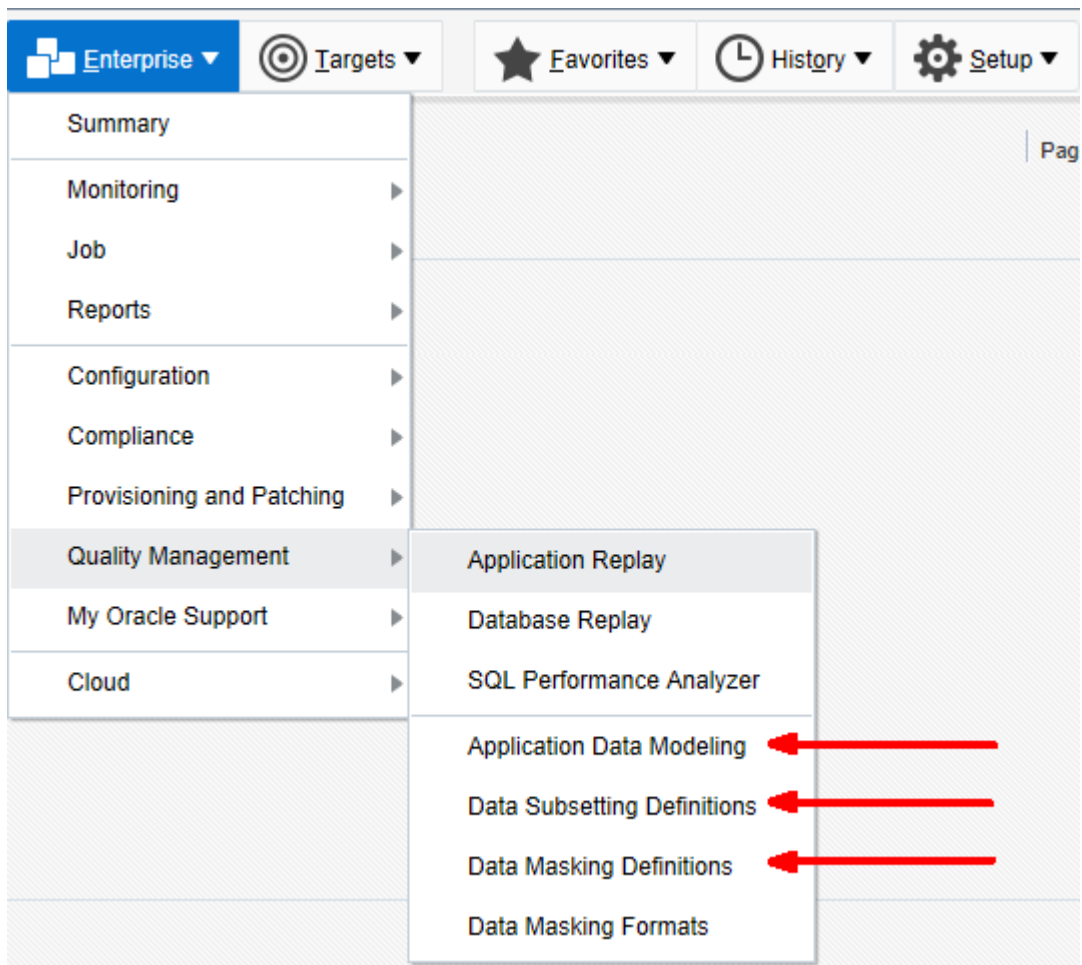 Enterprise Targets Favorites History Setup
Summary
Pag
Monitoring
Job
Reports
Configuration
Compliance
Provisioning and Patching
Quality Management
My Oracle Support
Cloud
Application Replay
Database Replay
SQL Performance Analyzer
Application Data Modeling
Data Subsetting Definitions
Data Masking Definitions
Data Masking Formats